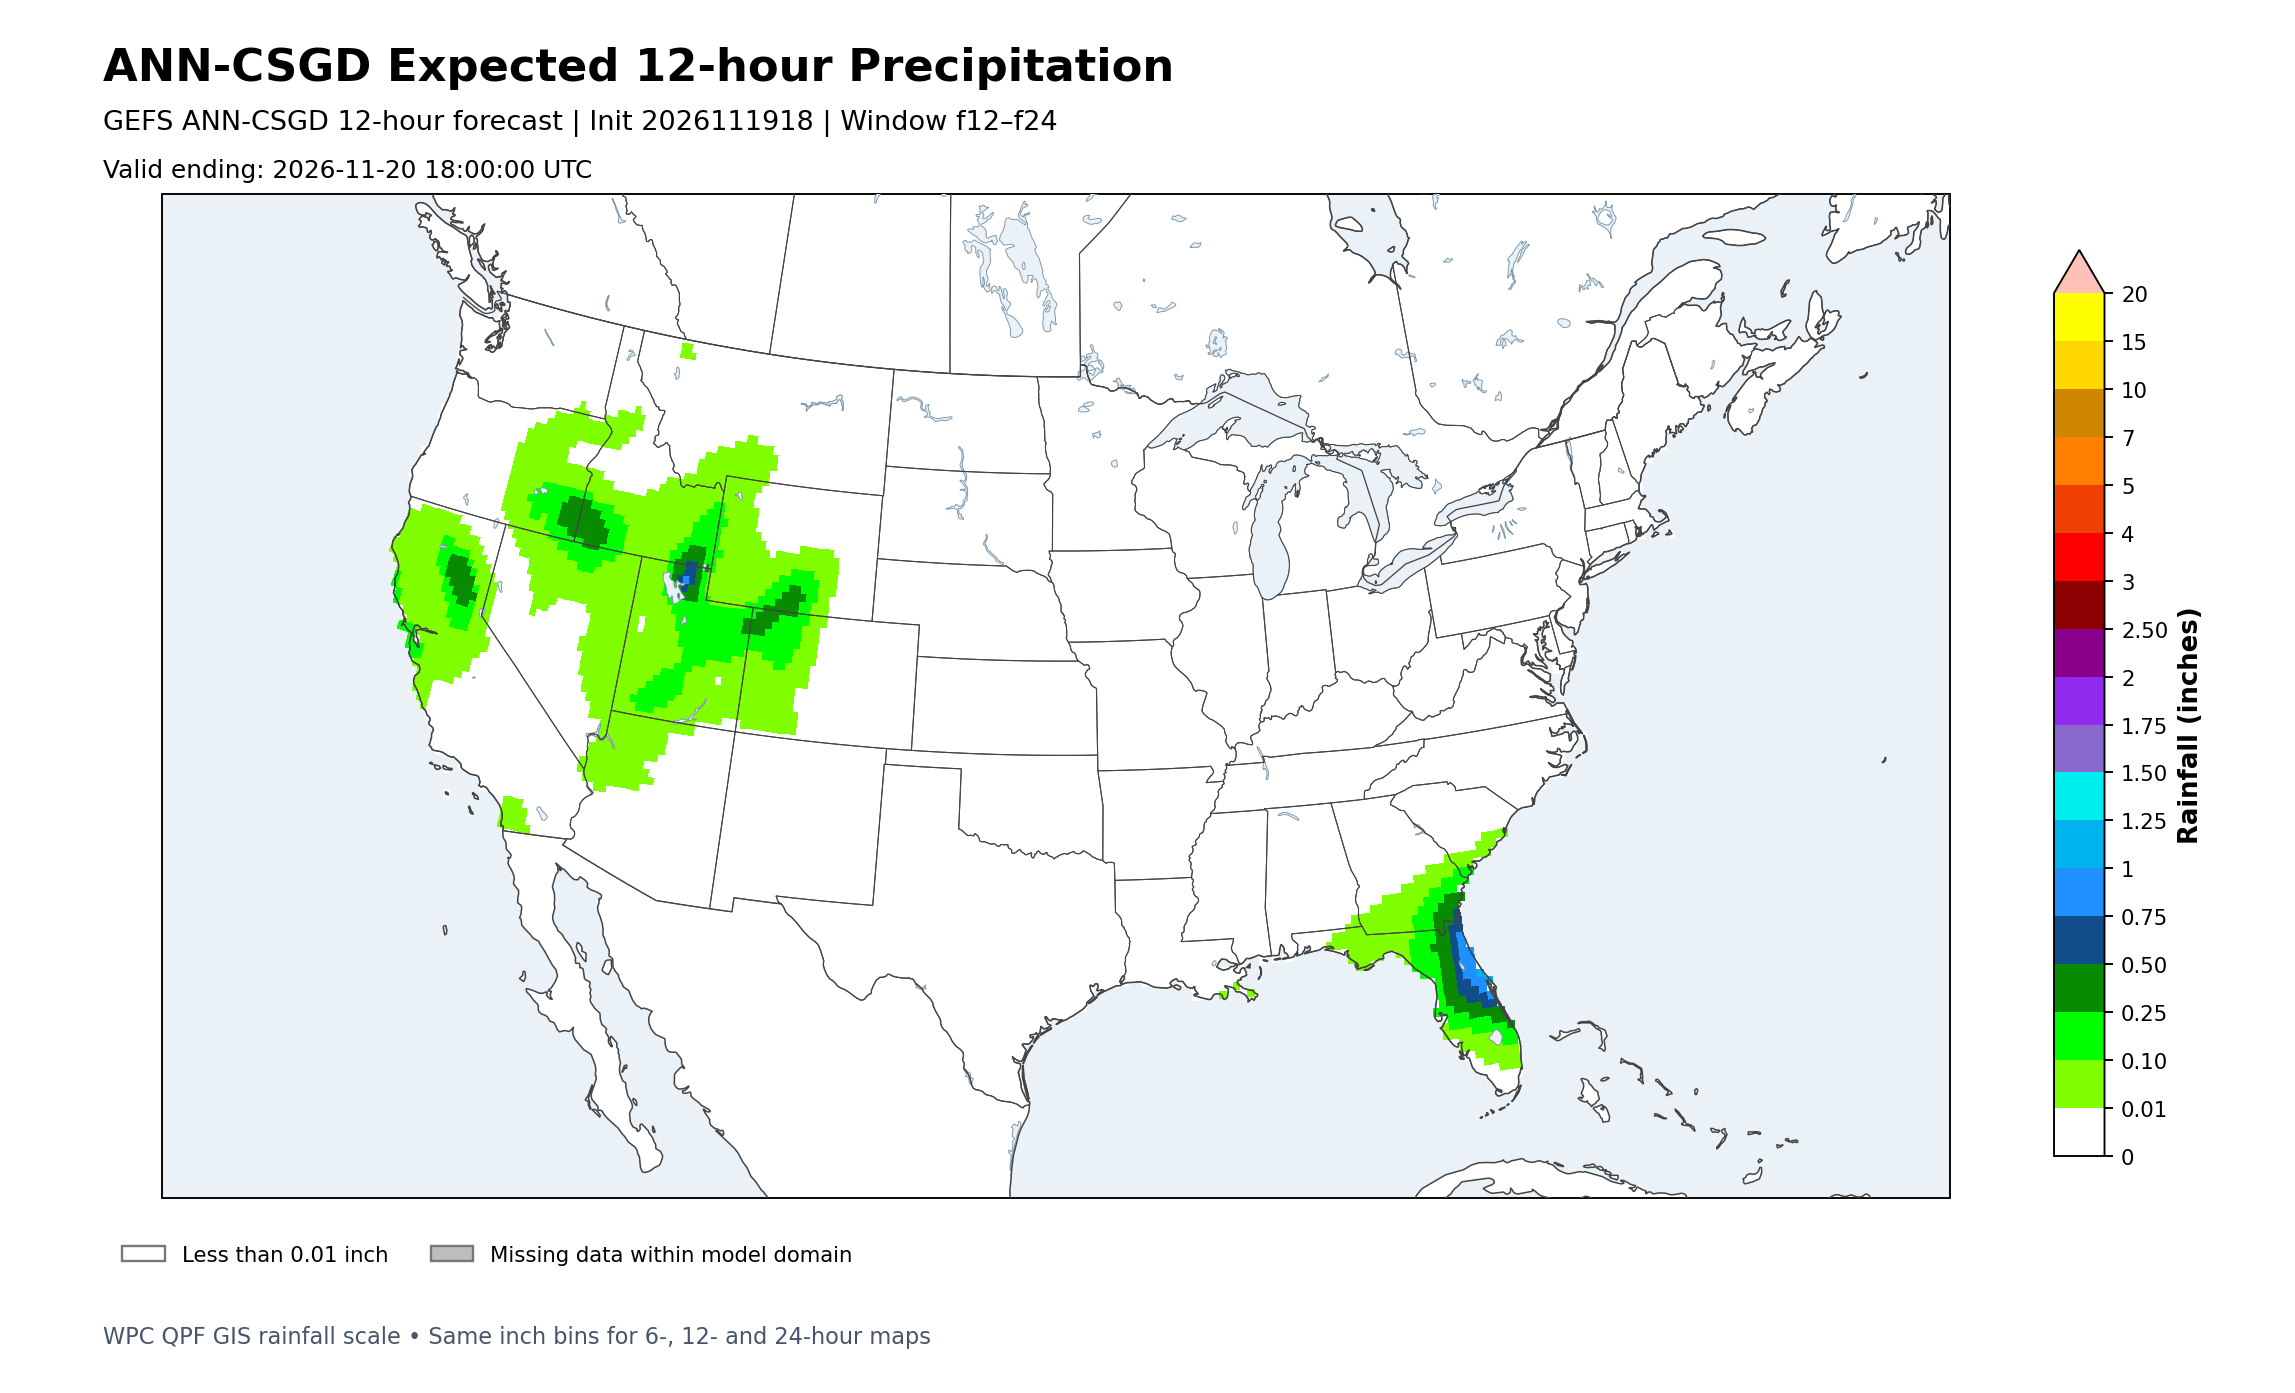 ANN-CSGD Expected 12-hour Precipitation
GEFS ANN-CSGD 12-hour forecast | Init 2026111918 | Window f12–f24
Valid ending: 2026-11-20 18:00:00 UTC
20
15
10
7
5
4
3
2.50
2
1.75
1.50
1.25
1
0.75
0.50
0.25
0.10
0.01
0
Rainfall (inches)
Less than 0.01 inch
Missing data within model domain
WPC QPF GIS rainfall scale • Same inch bins for 6-, 12- and 24-hour maps